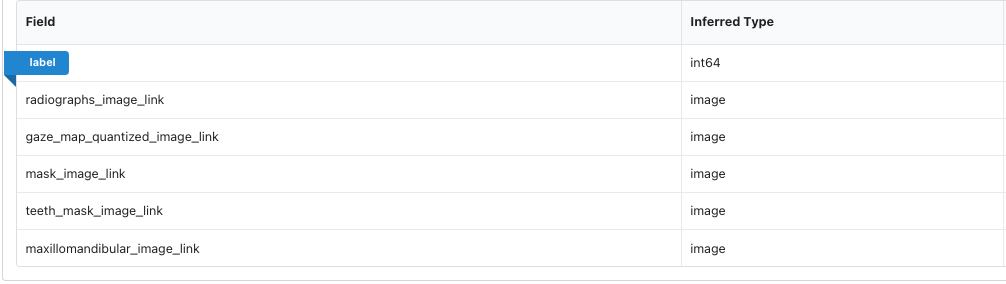 Field Inferred Type
label int64
radiographs_image_link image
gaze_map_quantized_image_link image
mask_image_link image
teeth_mask_image_link image
maxillomandibular_image_link image